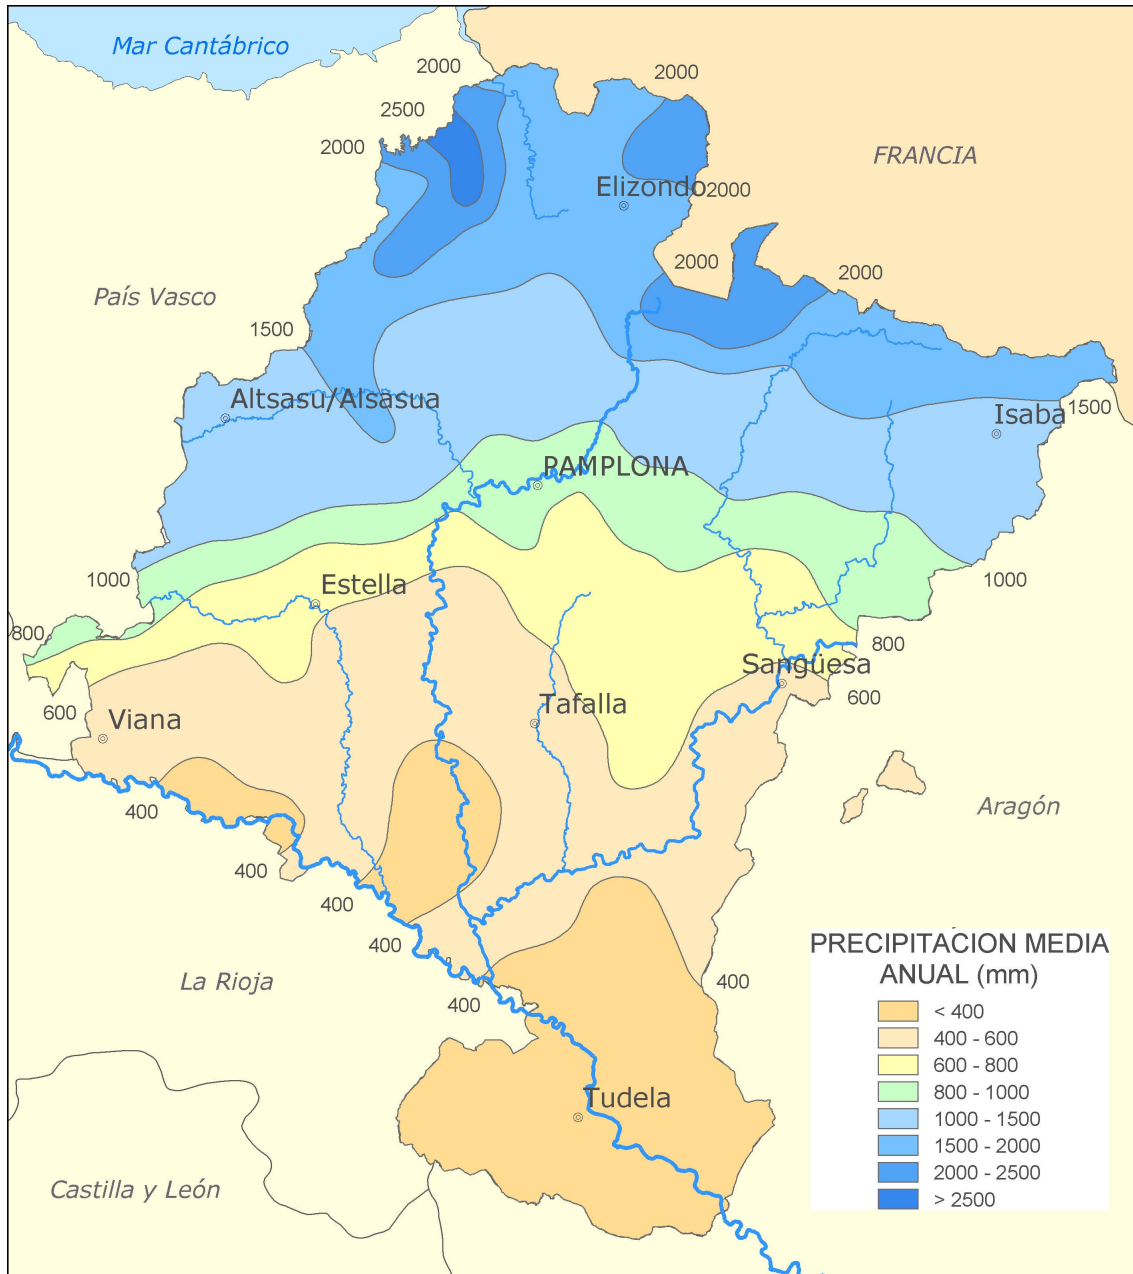 Mar Cantábrico
2000
2000
2500
2000
FRANCIA
Elizondo
2000
2000
2000
País Vasco
1500
Altsasu/Alsasua
1500
Isaba
PAMPLONA
1000
Estella
1000
800
800
Sangüesa
600
600
Viana
Tafalla
400
Aragón
400
400
400
PRECIPITACION MEDIA
ANUAL (mm)
La Rioja
400
400
< 400
400 - 600
600 - 800
800 - 1000
1000 - 1500
1500 - 2000
2000 - 2500
> 2500
Tudela
Castilla y León